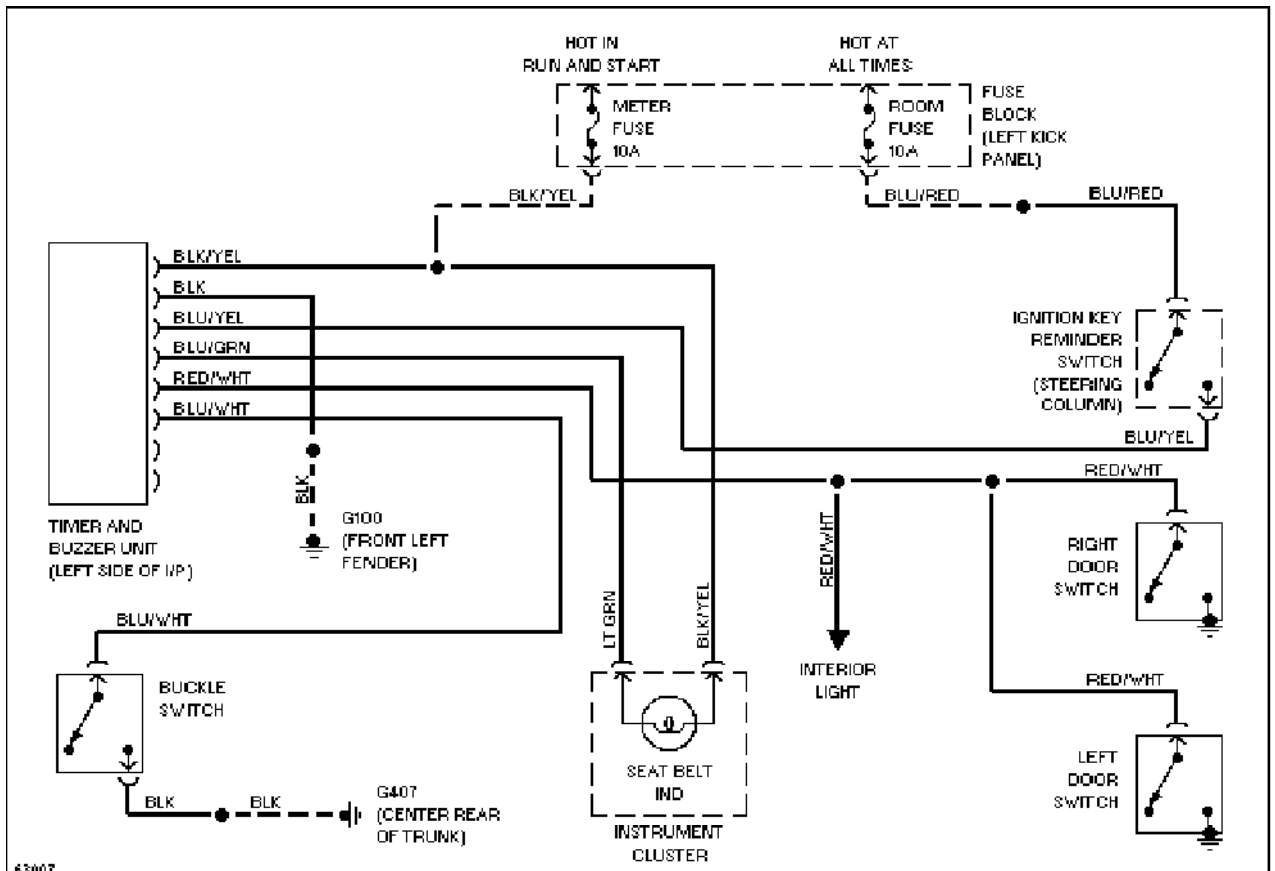 HOT IN
RUN AND START
HOT AT
ALL TIMES
METER
FUSE
10A
ROOM
FUSE
10A
FUSE
BLOCK
(LEFT KICK
PANEL)
BLK/YEL
BLU/RED
BLU/RED
BLK/YEL
BLK
BLU/YEL
BLU/GRN
RED/WHT
BLU/WHT
IGNITION KEY
REMINDER
SWITCH
(STEERING
COLUMN)
BLU/YEL
RED/WHT
BLK
G100
(FRONT LEFT
FENDER)
TIMER AND
BUZZER UNIT
(LEFT SIDE OF I/P)
RED/WHT
RIGHT
DOOR
SWITCH
BLU/WHT
LT GRN
BLK/YEL
INTERIOR
LIGHT
BUCKLE
SWITCH
RED/WHT
SEAT BELT
IND
LEFT
DOOR
SWITCH
BLK
BLK
G407
(CENTER REAR
OF TRUNK)
INSTRUMENT
CLUSTER